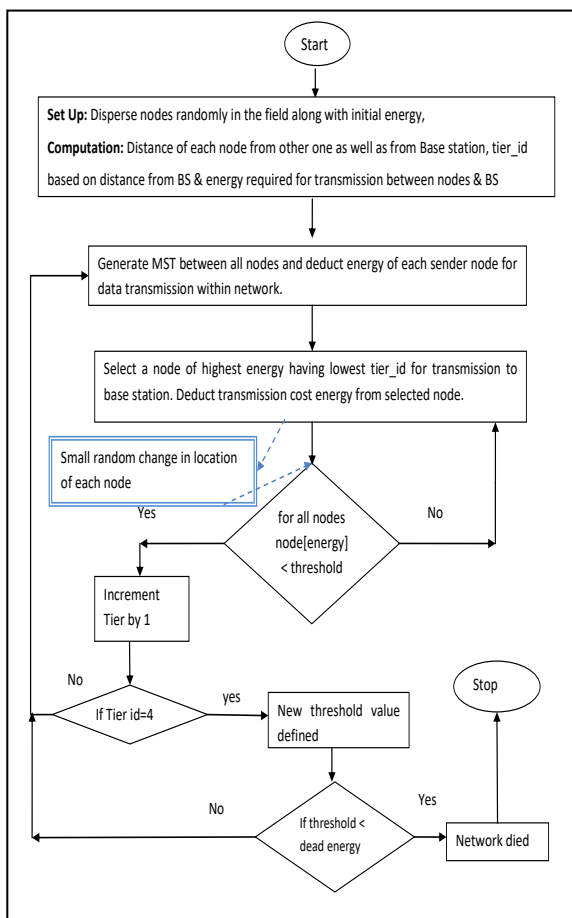 Start
Set Up: Disperse nodes randomly in the field along with initial energy,
Computation: Distance of each node from other one as well as from Base station, tier_id
based on distance from BS & energy required for transmission between nodes & BS
Generate MST between all nodes and deduct energy of each sender node for
data transmission within network.
Select a node of highest energy having lowest tier_id for transmission to
base station. Deduct transmission cost energy from selected node.
Small random change in location
of each node
Yes
for all nodes
node[energy]
< threshold
No
Increment
Tier by 1
No
If Tier id=4
yes
New threshold value
defined
Stop
No
If threshold <
dead energy
Yes
Network died